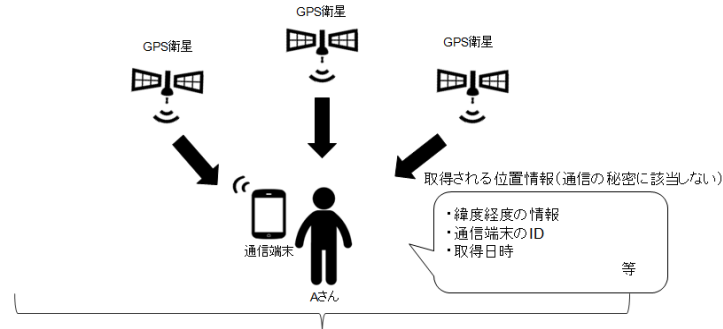 GPS衛星
GPS衛星
GPS衛星
取得される位置情報(通信の秘密に該当しない)
・緯度経度の情報
・通信端末のID
・取得日時
等
通信端末
Aさん